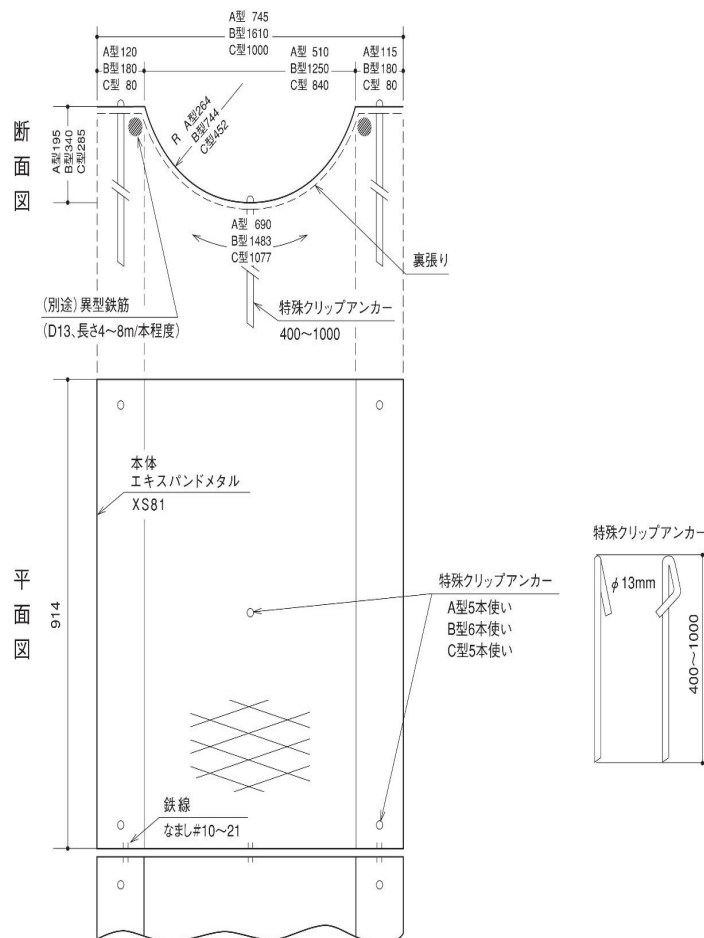 A型 745
B型1610
C型1000
A型120
B型180
C型 80
A型 510
B型1250
C型 840
A型115
B型180
C型 80
断面図
A型195
B型340
C型285
R A型264
B型744
C型452
A型 690
B型1483
C型1077
裏張り
(別途)異型鉄筋
(D13、長さ4〜8m/本程度)
特殊クリップアンカー
400〜1000
本体
エキスパンドメタル
XS81
平面図
914
特殊クリップアンカー
A型5本使い
B型6本使い
C型5本使い
鉄線
なまし#10〜21
特殊クリップアンカー
φ13mm
400〜1000